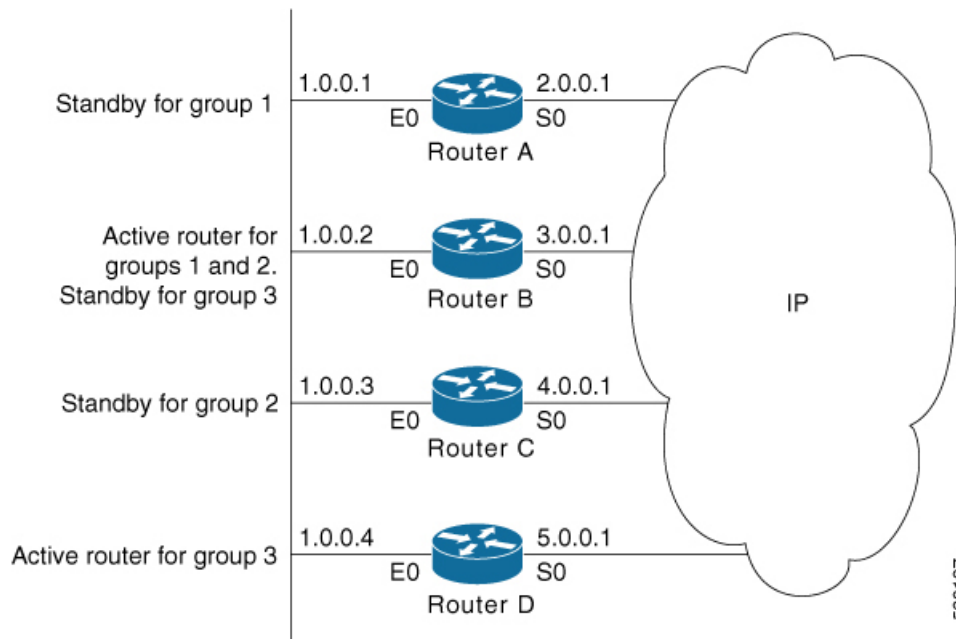 1.0.0.1
2.0.0.1
Standby for group 1
E0
S0
Router A
Active router for
groups 1 and 2.
Standby for group 3
1.0.0.2
3.0.0.1
E0
S0
Router B
IP
1.0.0.3
4.0.0.1
Standby for group 2
E0
S0
Router C
1.0.0.4
5.0.0.1
Active router for group 3
E0
S0
Router D